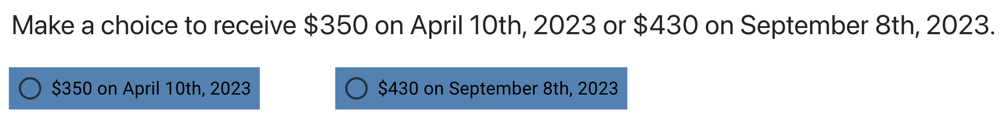 Make a choice to receive $350 on April 10th, 2023 or $430 on September 8th, 2023.
$350 on April 10th, 2023
$430 on September 8th, 2023